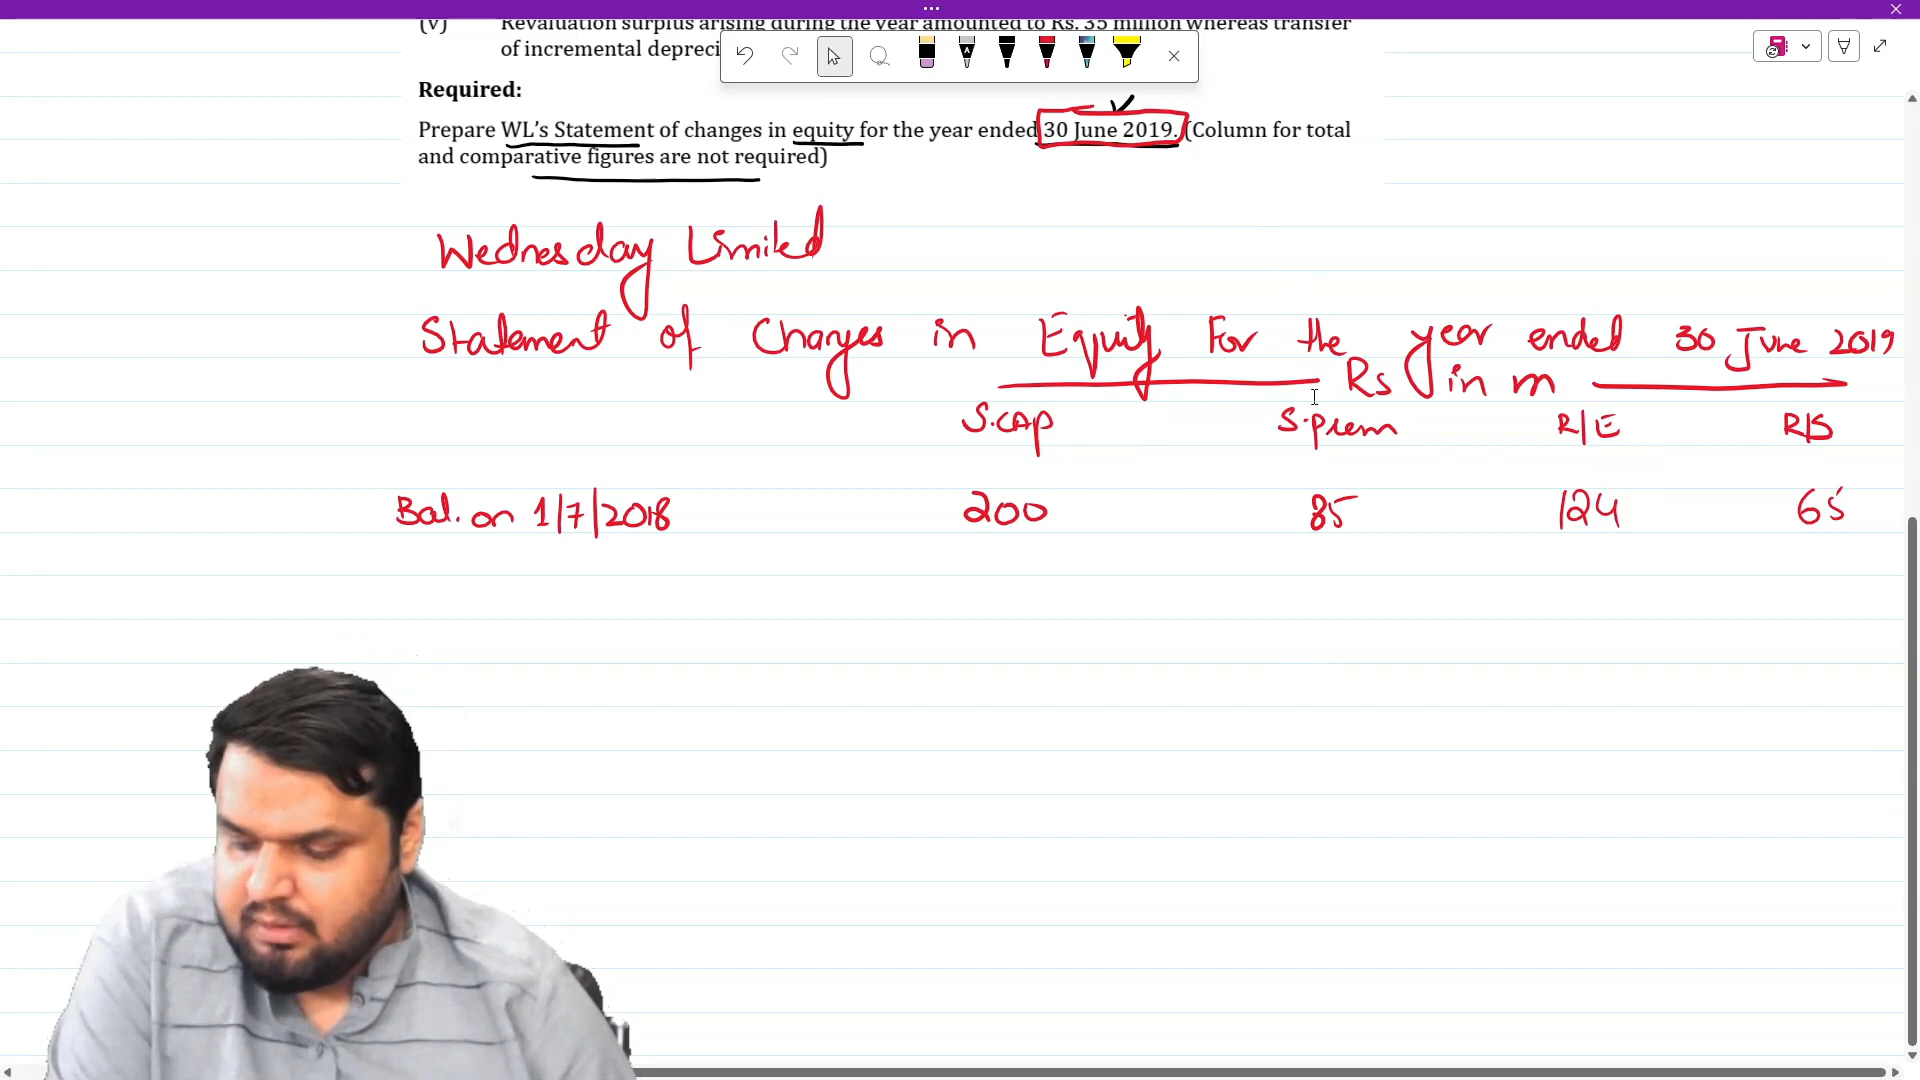 (v) Revaluation surplus arising during the year amounted to Rs. 35 million whereas transfer
of incremental depreci
Required:
Prepare WL's Statement of changes in equity for the year ended 30 June 2019. (Column for total
and comparative figures are not required)
Wednesday Limited
Statement of Changes in Equity For the year ended 30 June 2019
Rs in m
S.CAP S.Prem R/E R/S
Bal. on 1/7/2018 200 85 124 65